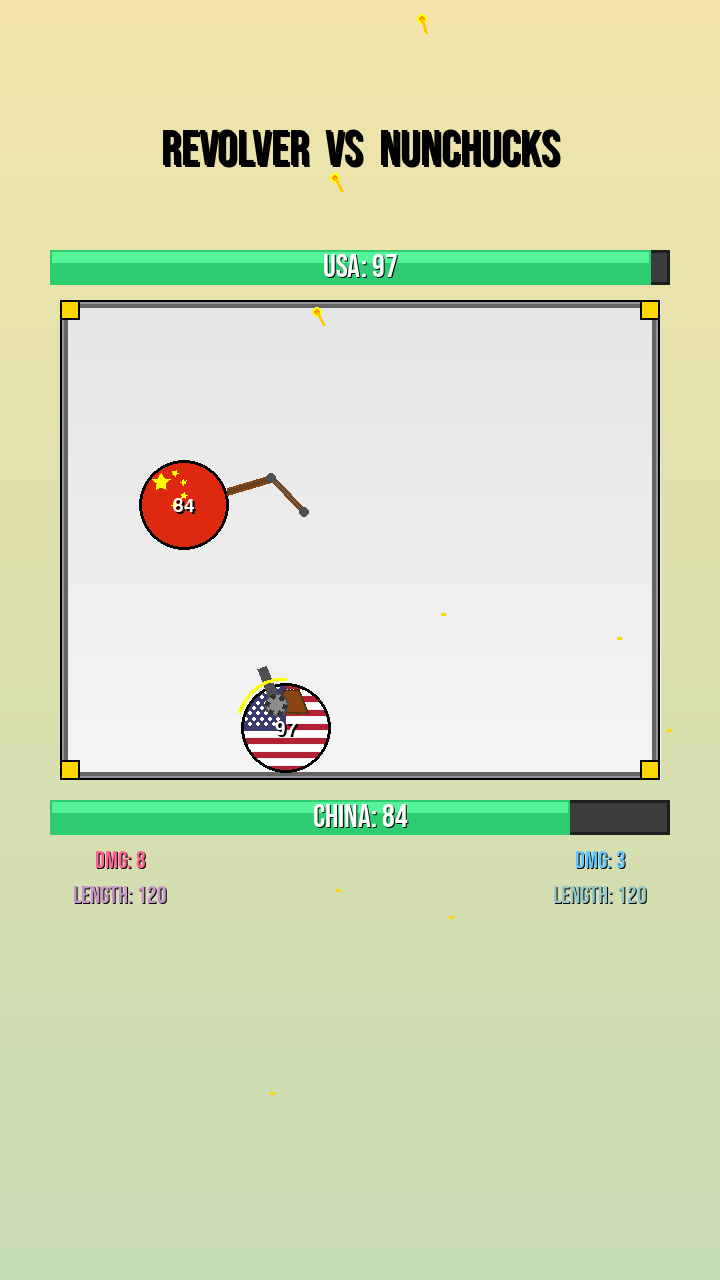 REVOLVER VS NUNCHUCKS
USA: 97
84
97
CHINA: 84
DMG: 8
DMG: 3
LENGTH: 120
LENGTH: 120